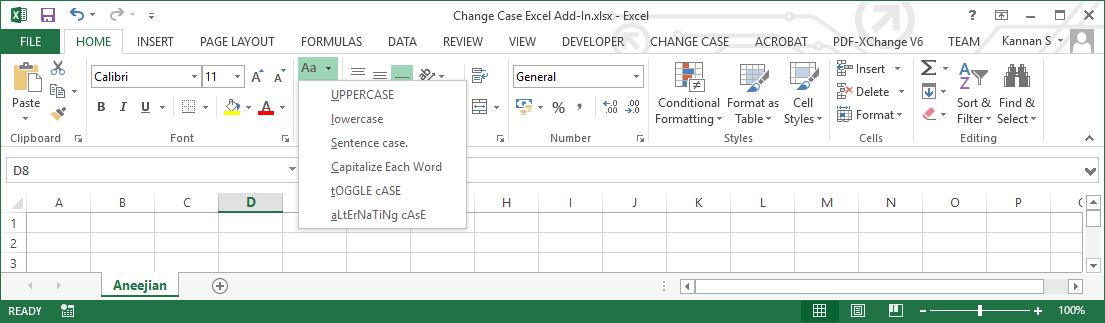 Change Case Excel Add-In.xlsx - Excel
FILE HOME INSERT PAGE LAYOUT FORMULAS DATA REVIEW VIEW DEVELOPER CHANGE CASE ACROBAT PDF-XChange V6 TEAM Kannan S
Paste
Calibri 11 A A
B I U A
Aa
UPPERCASE
lowercase
Sentence case.
Capitalize Each Word
tOGGLE cASE
aLtErNaTiNg cAsE
General
% , .0 .00 .00 .0
Conditional Formatting
Format as Table
Cell Styles
Insert
Delete
Format
Sort & Filter
Find & Select
Clipboard Font Number Styles Cells Editing
D8
A B C D H I J K L M N O P
1
2
3
Aneejian
READY 100%